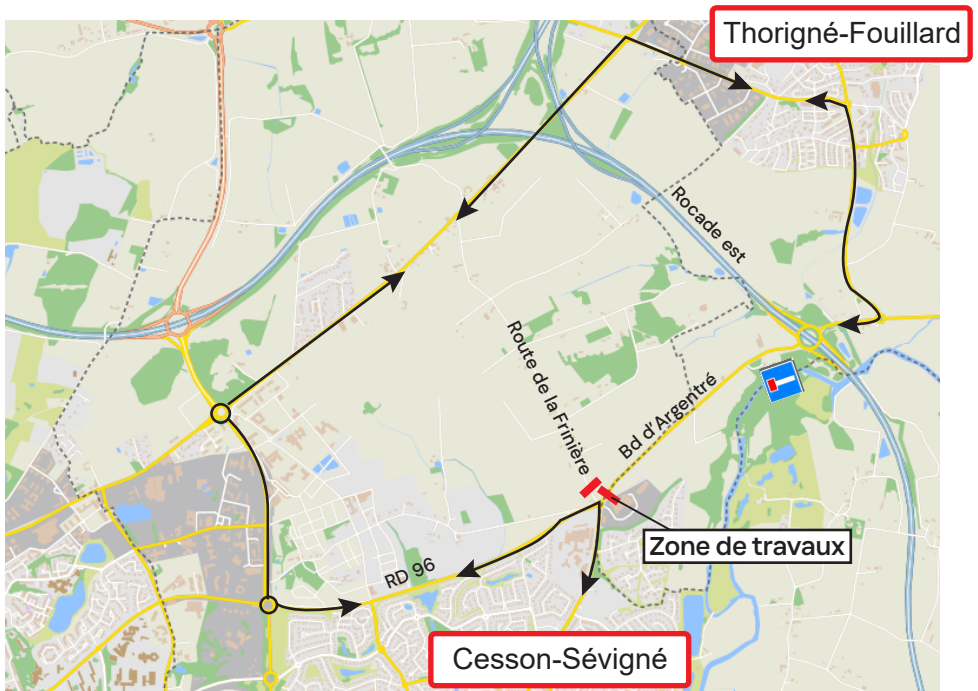 Thorigné-Fouillard
Rocade est
Route de la Frinière
Bd d'Argentré
Zone de travaux
RD 96
Cesson-Sévigné